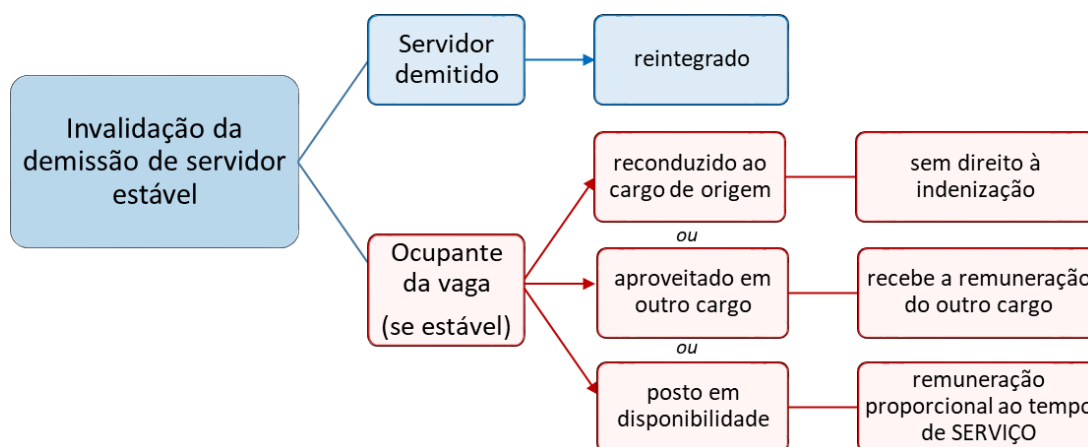 Invalidação da
demissão de servidor
estável
Servidor
demitido
reintegrado
Ocupante
da vaga
(se estável)
reconduzido ao
cargo de origem
sem direito à
indenização
ou
aproveitado em
outro cargo
recebe a remuneração
do outro cargo
ou
posto em
disponibilidade
remuneração
proporcional ao tempo
de SERVIÇO